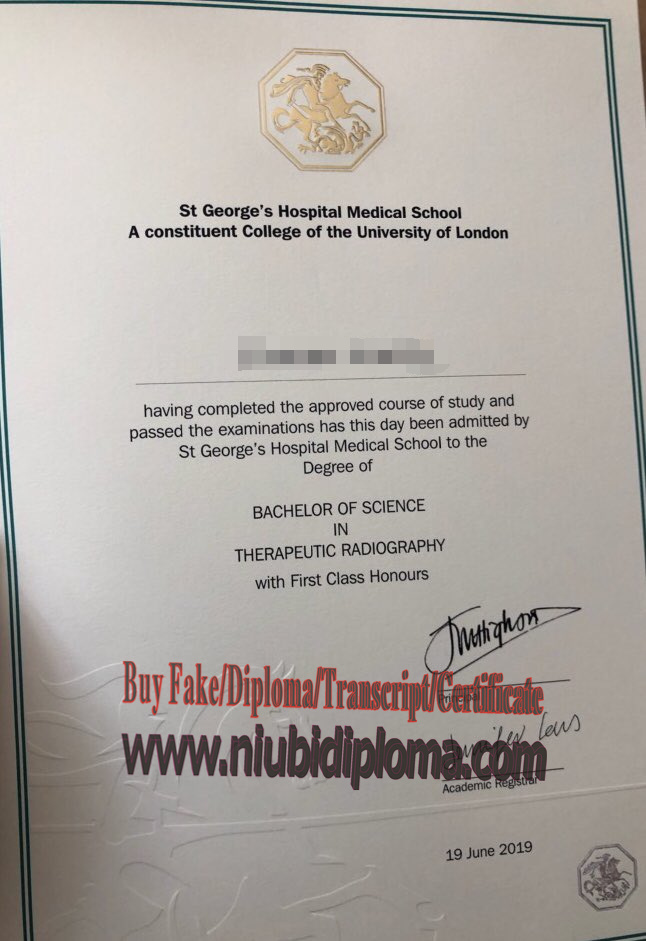 St George's Hospital Medical School
A constituent College of the University of London
having completed the approved course of study and
passed the examinations has this day been admitted by
St George's Hospital Medical School to the
Degree of
BACHELOR OF SCIENCE
IN
THERAPEUTIC RADIOGRAPHY
with First Class Honours
Buy Fake/Diploma/Transcript/Certificate
Principal
www.niubidiploma.com
Academic Registrar
19 June 2019